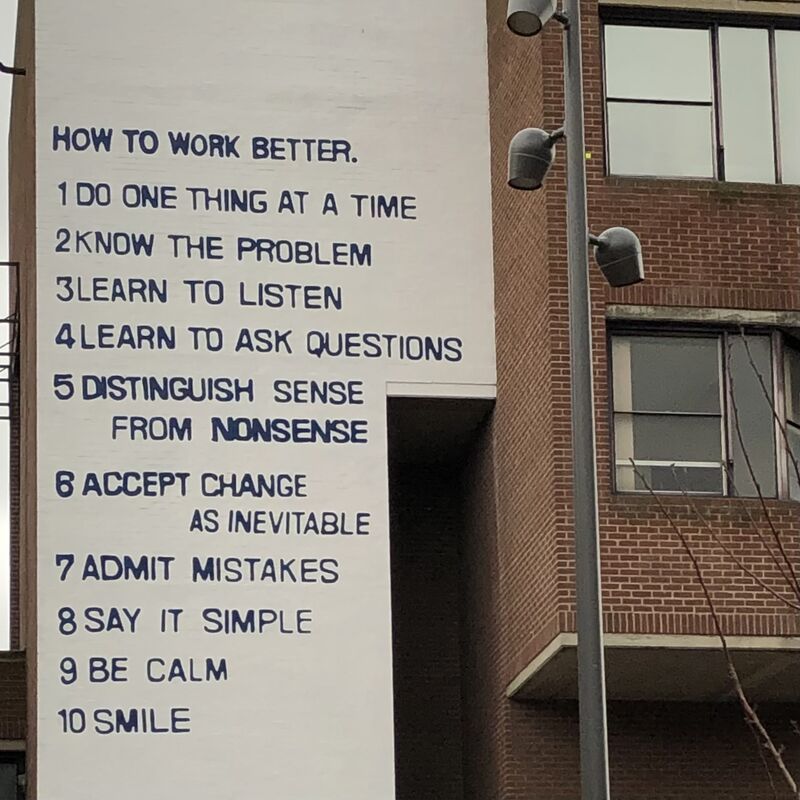 HOW TO WORK BETTER.
1 DO ONE THING AT A TIME
2 KNOW THE PROBLEM
3 LEARN TO LISTEN
4 LEARN TO ASK QUESTIONS
5 DISTINGUISH SENSE
FROM NONSENSE
6 ACCEPT CHANGE
AS INEVITABLE
7 ADMIT MISTAKES
8 SAY IT SIMPLE
9 BE CALM
10 SMILE